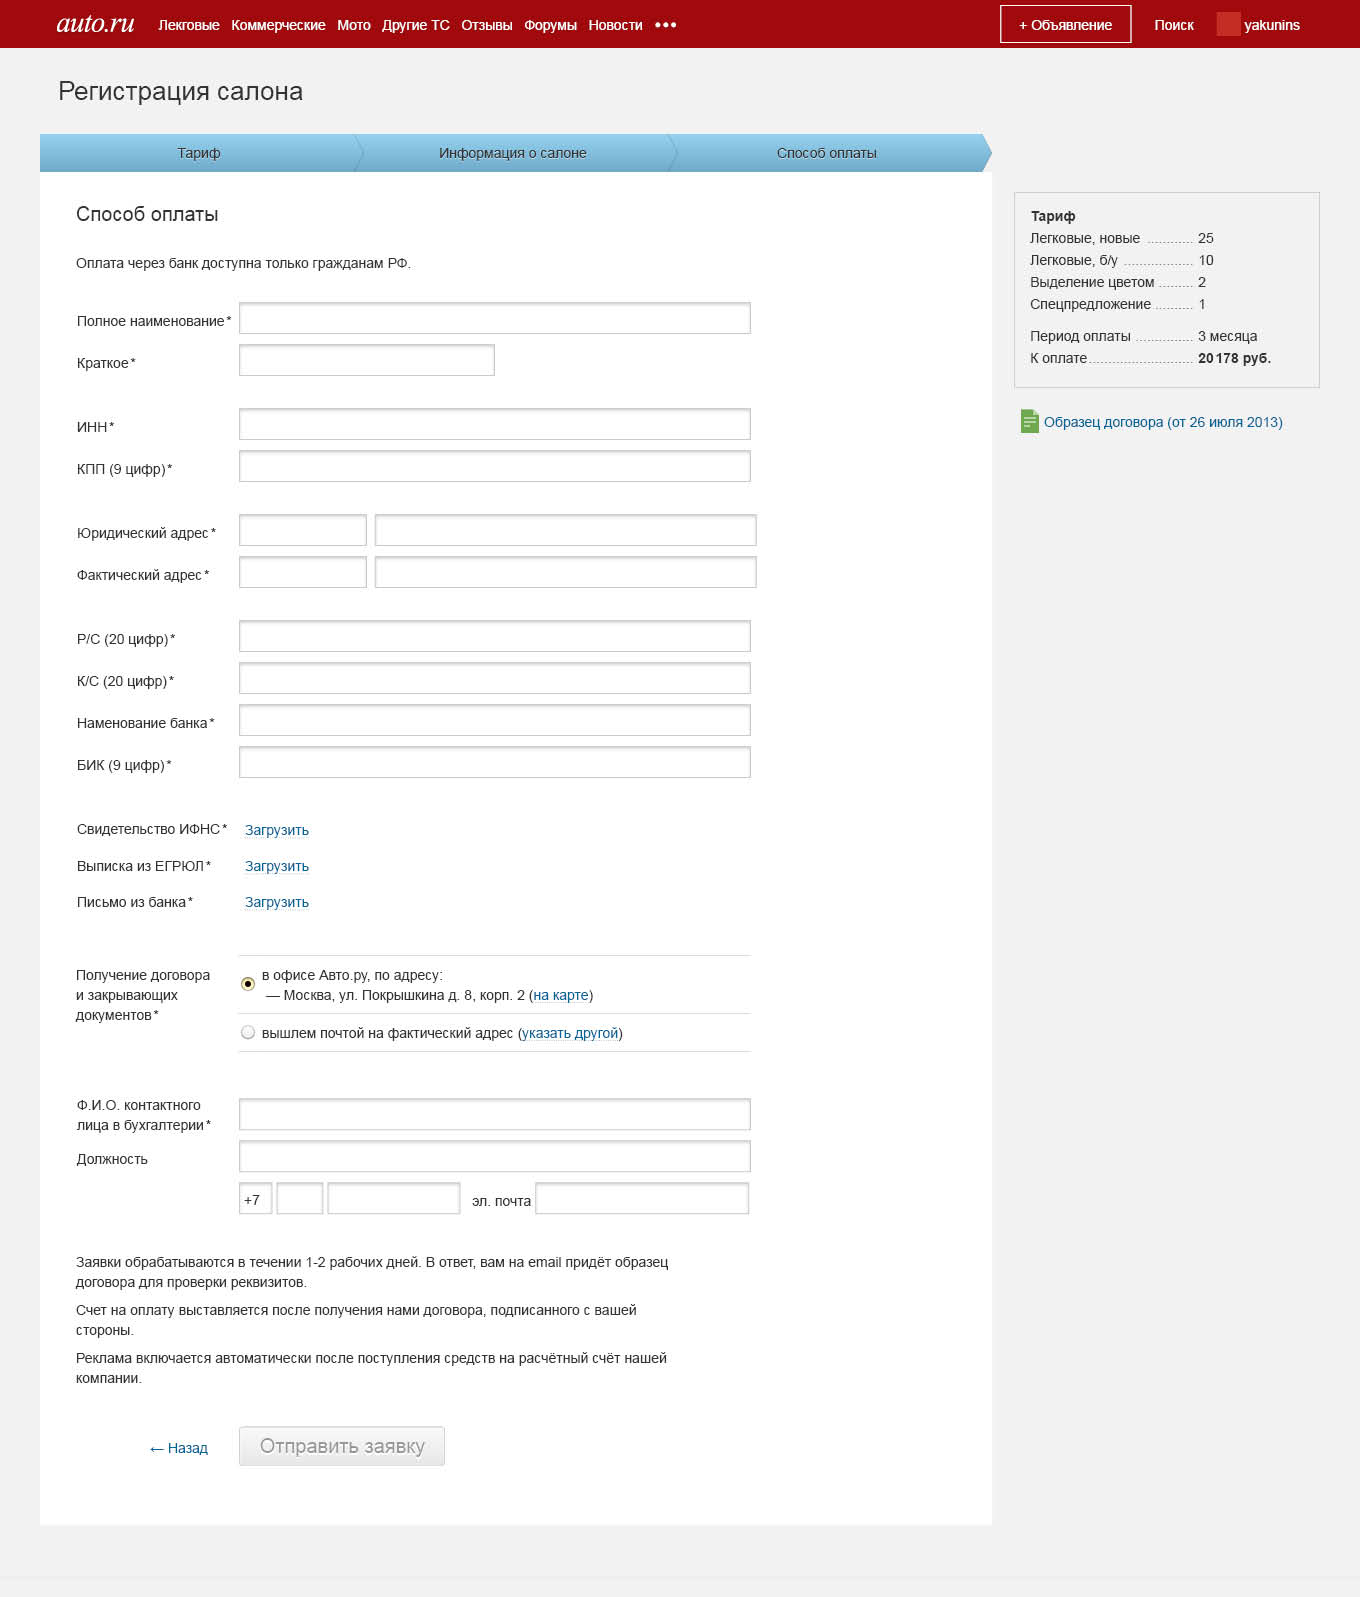 auto.ru Легковые Коммерческие Мото Другие ТС Отзывы Форумы Новости ••• + Объявление Поиск yakunins
Регистрация салона
Тариф Информация о салоне Способ оплаты
Способ оплаты
Оплата через банк доступна только гражданам РФ.
Полное наименование*
Краткое*
ИНН*
КПП (9 цифр)*
Юридический адрес*
Фактический адрес*
Р/С (20 цифр)*
К/С (20 цифр)*
Наменование банка*
БИК (9 цифр)*
Свидетельство ИФНС* Загрузить
Выписка из ЕГРЮЛ* Загрузить
Письмо из банка* Загрузить
Получение договора
и закрывающих
документов*
в офисе Авто.ру, по адресу:
— Москва, ул. Покрышкина д. 8, корп. 2 (на карте)
вышлем почтой на фактический адрес (указать другой)
Ф.И.О. контактного
лица в бухгалтерии*
Должность
+7 эл. почта
Заявки обрабатываются в течении 1-2 рабочих дней. В ответ, вам на email придёт образец
договора для проверки реквизитов.
Счет на оплату выставляется после получения нами договора, подписанного с вашей
стороны.
Реклама включается автоматически после поступления средств на расчётный счёт нашей
компании.
← Назад Отправить заявку
Тариф
Легковые, новые ............ 25
Легковые, б/у .................. 10
Выделение цветом ......... 2
Спецпредложение .......... 1
Период оплаты ............... 3 месяца
К оплате........................... 20 178 руб.
Образец договора (от 26 июля 2013)